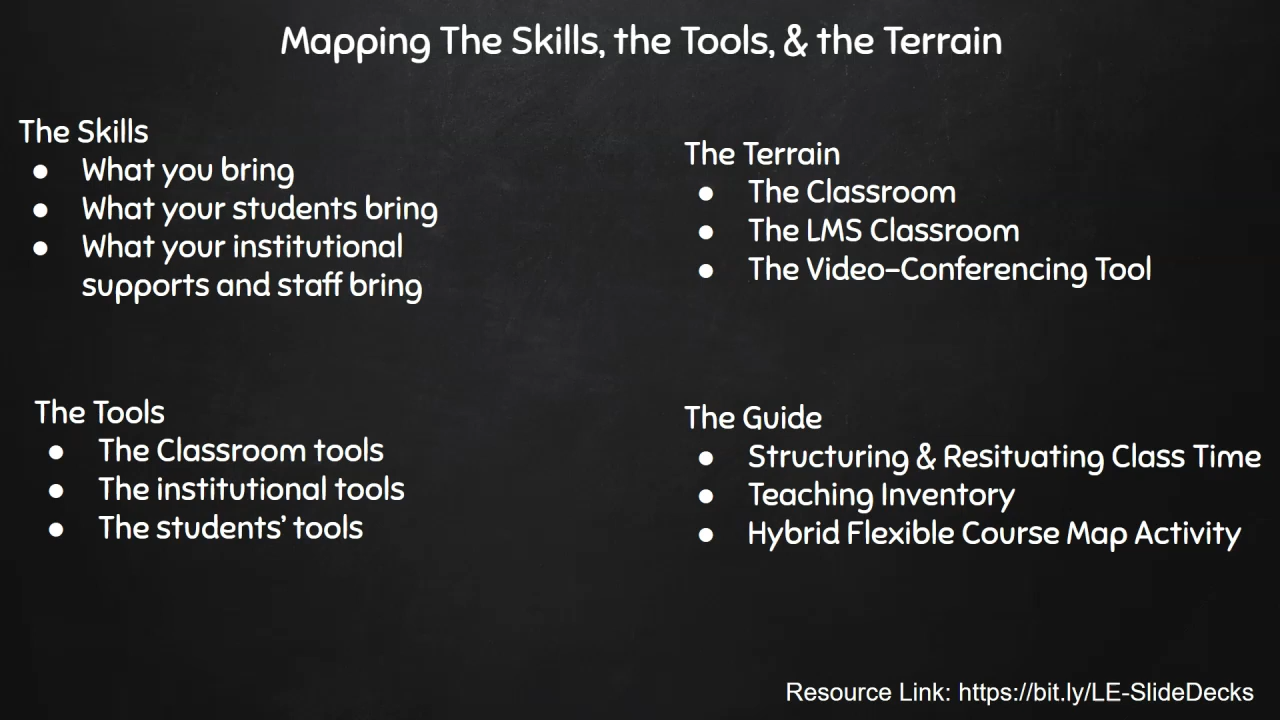 Mapping The Skills, the Tools, & the Terrain
The Skills
● What you bring
● What your students bring
● What your institutional
supports and staff bring
The Terrain
● The Classroom
● The LMS Classroom
● The Video-Conferencing Tool
The Tools
● The Classroom tools
● The institutional tools
● The students’ tools
The Guide
● Structuring & Resituating Class Time
● Teaching Inventory
● Hybrid Flexible Course Map Activity
Resource Link: https://bit.ly/LE-SlideDecks